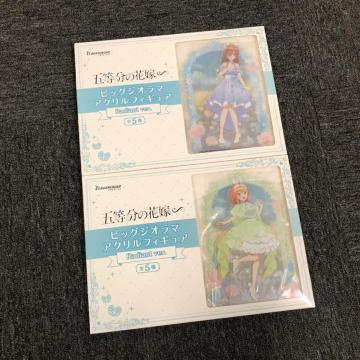 Renaissance
五等分の花嫁∽
ビッグジオラマ
アクリルフィギュア
Radiant ver.
全5種
Renaissance
五等分の花嫁∽
ビッグジオラマ
アクリルフィギュア
Radiant ver.
全5種